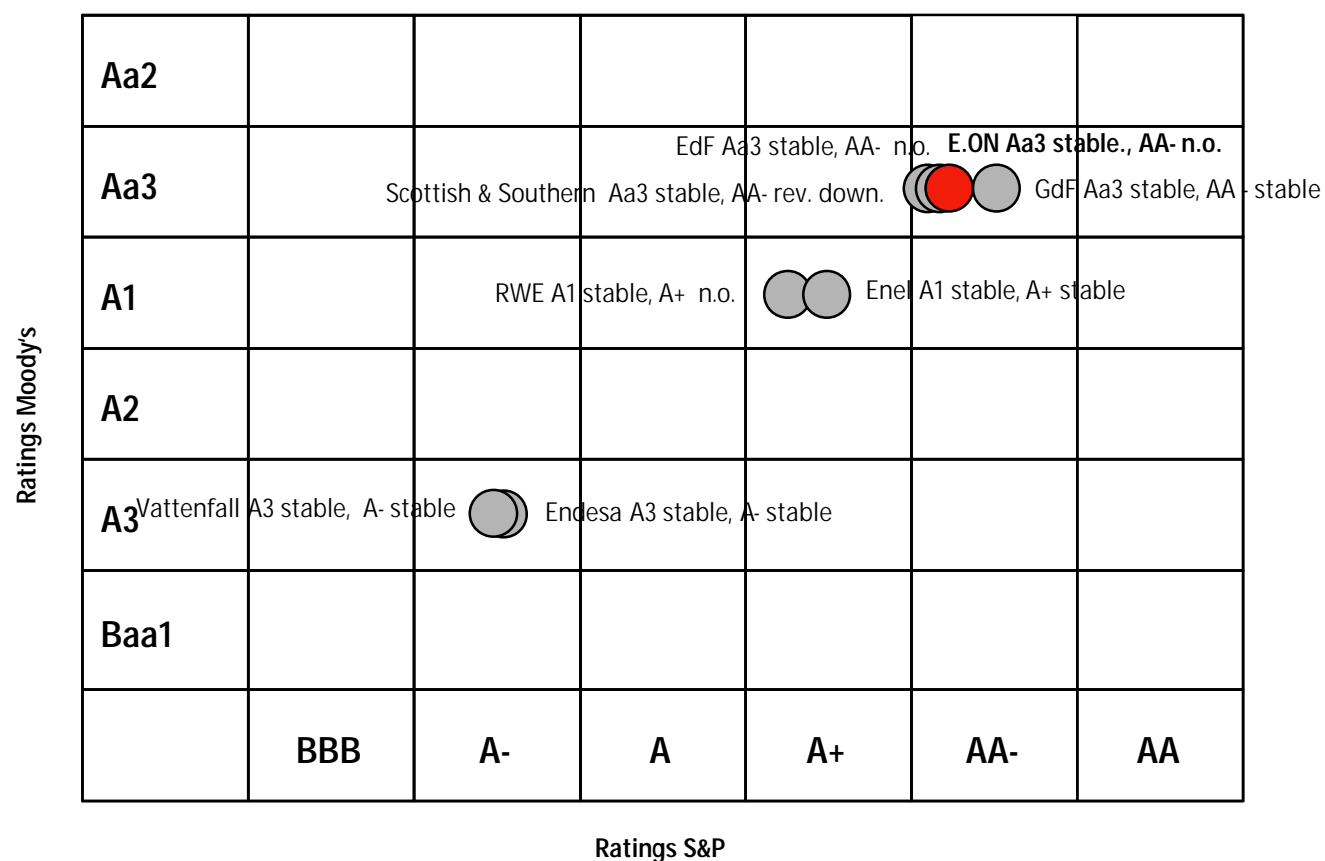 Aa2
EdF Aa3 stable, AA- n.o.
E.ON Aa3 stable., AA- n.o.
Aa3
Scottish & Southern Aa3 stable, AA- rev. down.
GdF Aa3 stable, AA - stable
A1
RWE A1 stable, A+ n.o.
Enel A1 stable, A+ stable
Ratings Moody's
A2
A3
Vattenfall A3 stable, A- stable
Endesa A3 stable, A- stable
Baa1
BBB
A-
A
A+
AA-
AA
Ratings S&P